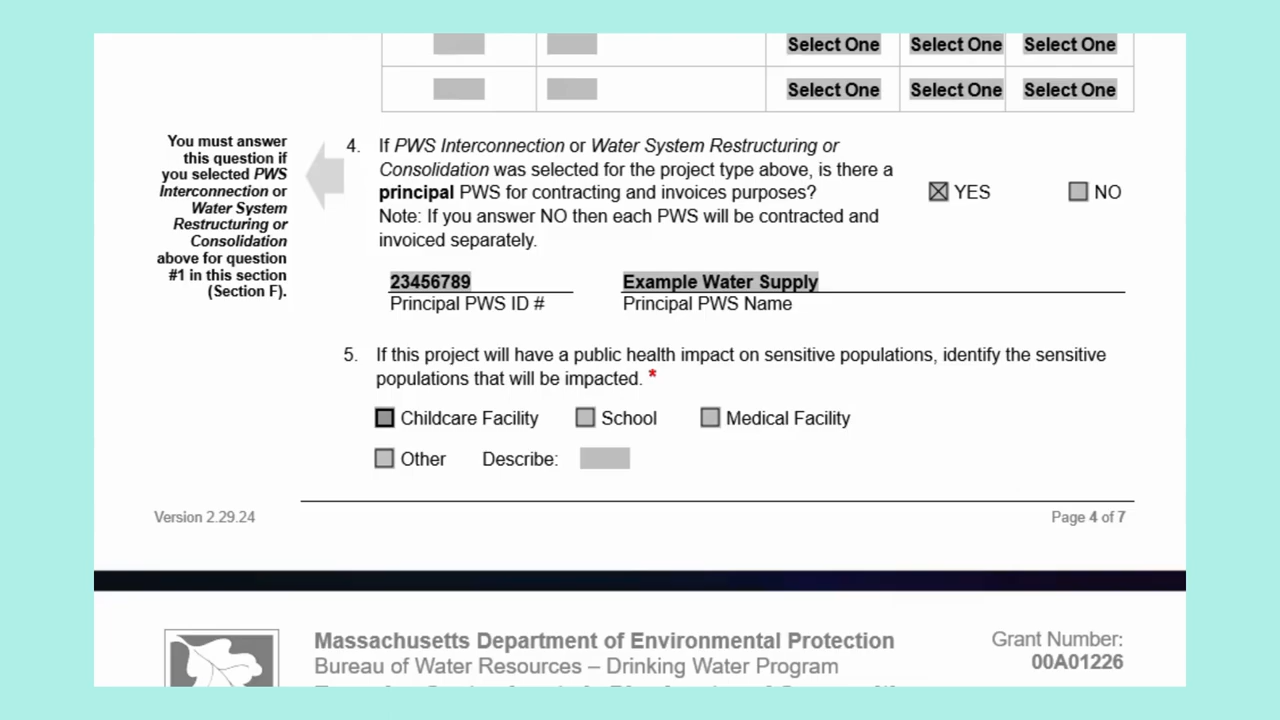 Select One Select One Select One
Select One Select One Select One
You must answer
this question if
you selected PWS
Interconnection or
Water System
Restructuring or
Consolidation
above for question
#1 in this section
(Section F).
4. If PWS Interconnection or Water System Restructuring or
Consolidation was selected for the project type above, is there a
principal PWS for contracting and invoices purposes?
Note: If you answer NO then each PWS will be contracted and
invoiced separately.
YES NO
23456789 Example Water Supply
Principal PWS ID # Principal PWS Name
5. If this project will have a public health impact on sensitive populations, identify the sensitive
populations that will be impacted. *
Childcare Facility School Medical Facility
Other Describe:
Version 2.29.24 Page 4 of 7
Massachusetts Department of Environmental Protection Grant Number:
Bureau of Water Resources – Drinking Water Program 00A01226